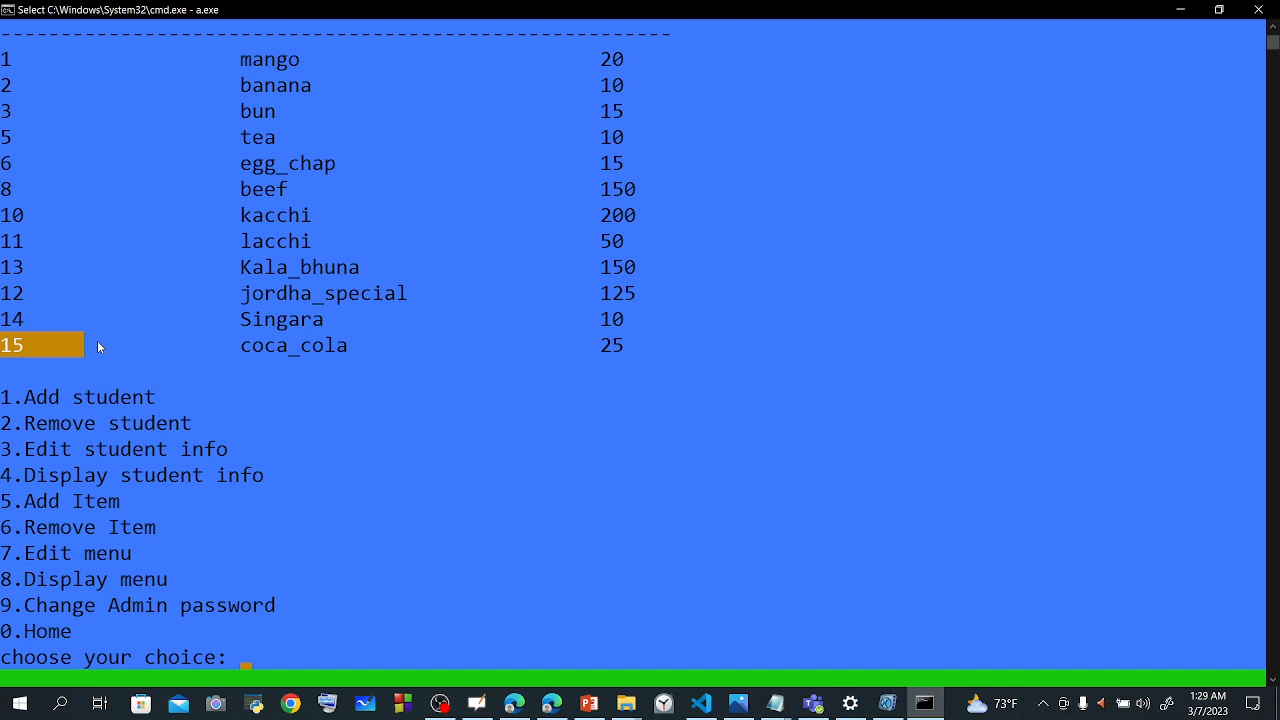 Select C:\Windows\System32\cmd.exe - a.exe
--------------------------------------------------------
1 mango 20
2 banana 10
3 bun 15
5 tea 10
6 egg_chap 15
8 beef 150
10 kacchi 200
11 lacchi 50
13 Kala_bhuna 150
12 jordha_special 125
14 Singara 10
15 coca_cola 25
1.Add student
2.Remove student
3.Edit student info
4.Display student info
5.Add Item
6.Remove Item
7.Edit menu
8.Display menu
9.Change Admin password
0.Home
choose your choice:
73°F
1:29 AM
3/7/2023